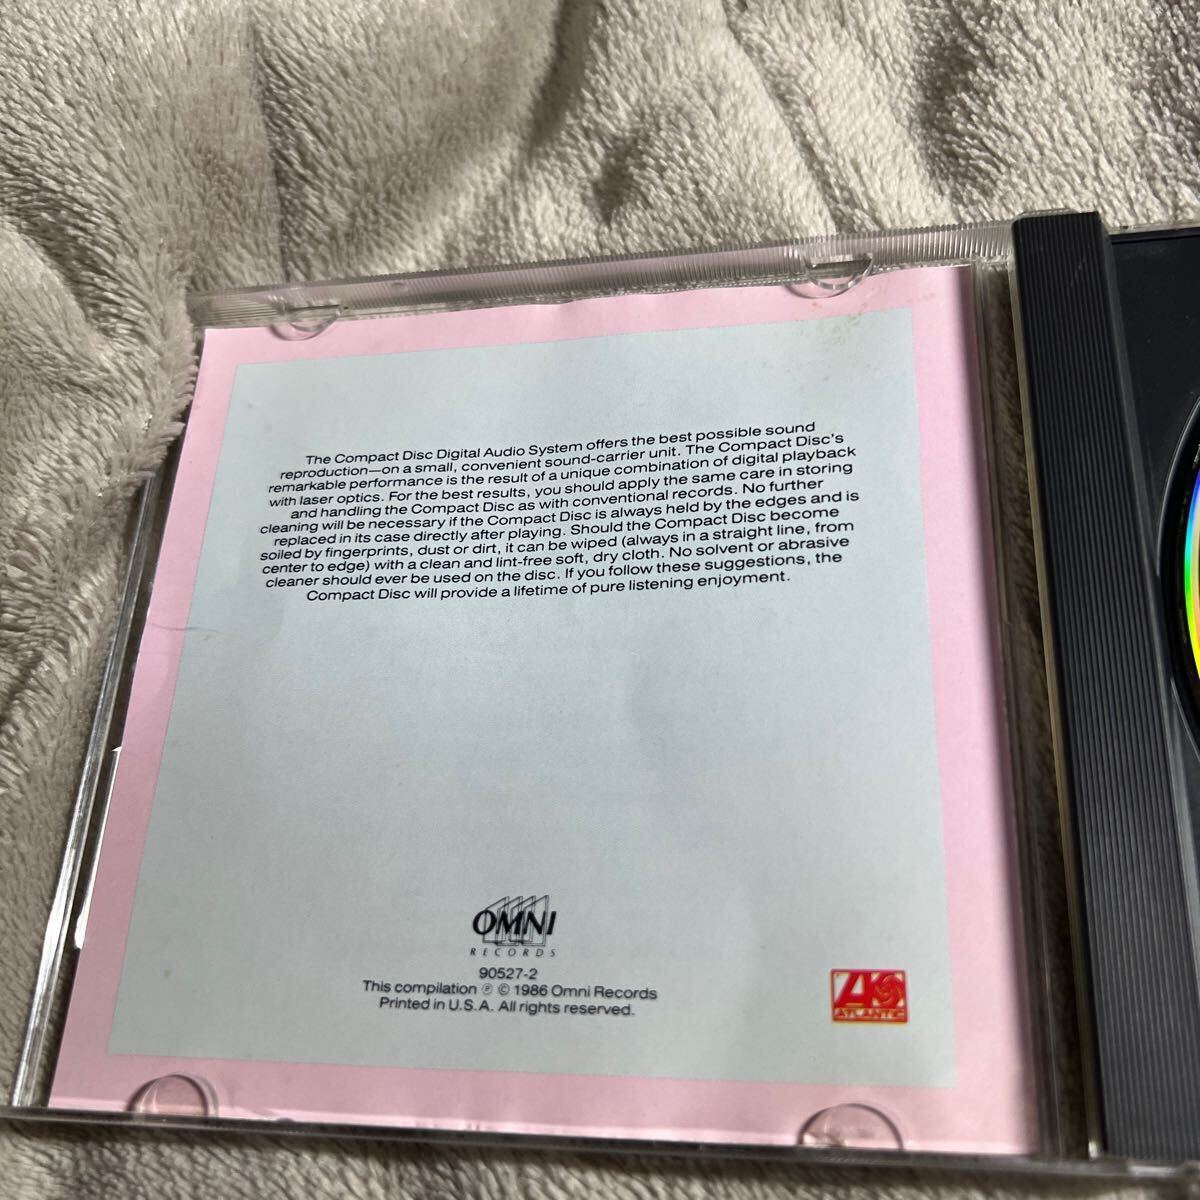 The Compact Disc Digital Audio System offers the best possible sound
reproduction—on a small, convenient sound-carrier unit. The Compact Disc's
remarkable performance is the result of a unique combination of digital playback
with laser optics. For the best results, you should apply the same care in storing
and handling the Compact Disc as with conventional records. No further
cleaning will be necessary if the Compact Disc is always held by the edges and is
replaced in its case directly after playing. Should the Compact Disc become
soiled by fingerprints, dust or dirt, it can be wiped (always in a straight line, from
center to edge) with a clean and lint-free soft, dry cloth. No solvent or abrasive
cleaner should ever be used on the disc. If you follow these suggestions, the
Compact Disc will provide a lifetime of pure listening enjoyment.
OMNI
RECORDS
90527-2
This compilation ℗ © 1986 Omni Records
Printed in U.S.A. All rights reserved.
ATLANTIC